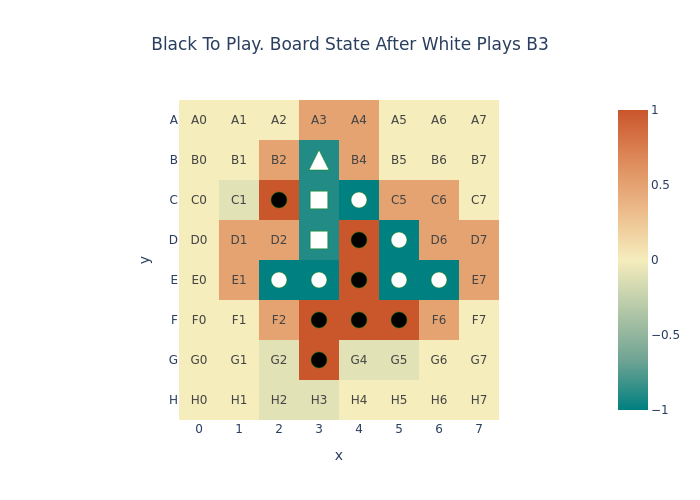 Black To Play. Board State After White Plays B3
A A0 A1 A2 A3 A4 A5 A6 A7
B B0 B1 B2 B4 B5 B6 B7
C C0 C1 C5 C6 C7
D D0 D1 D2 D6 D7
E E0 E1 E7
F F0 F1 F2 F6 F7
G G0 G1 G2 G4 G5 G6 G7
H H0 H1 H2 H3 H4 H5 H6 H7
0 1 2 3 4 5 6 7
x
y
1
0.5
0
−0.5
−1